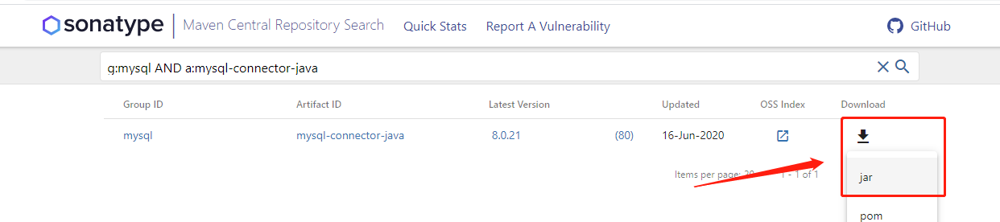 sonatype Maven Central Repository Search Quick Stats Report A Vulnerability GitHub
g:mysql AND a:mysql-connector-java
Group ID Artifact ID Latest Version Updated OSS Index Download
mysql mysql-connector-java 8.0.21 (80) 16-Jun-2020
Items per page: 20 1 - 1 of 1
jar
pom